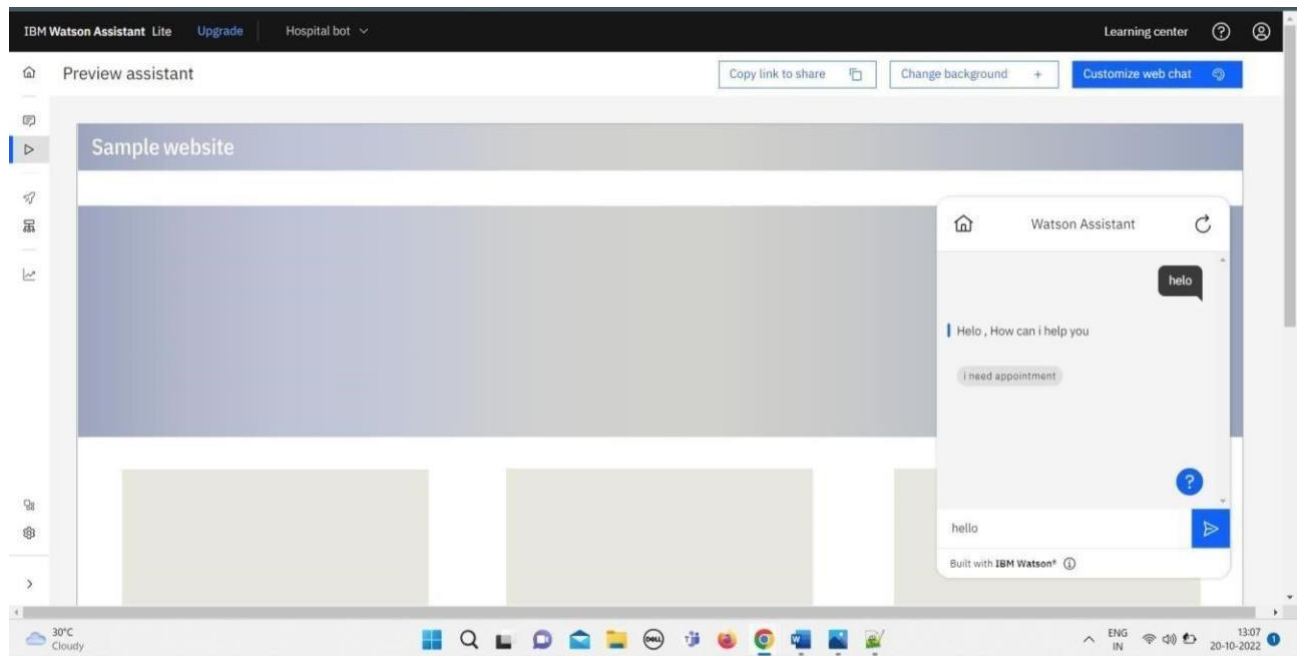 IBM Watson Assistant Lite Upgrade Hospital bot Learning center
Preview assistant Copy link to share Change background + Customize web chat
Sample website
Watson Assistant
helo
Helo , How can i help you
i need appointment
?
hello
Built with IBM Watson®
30°C
Cloudy
DELL
ENG
IN
13:07
20-10-2022
1